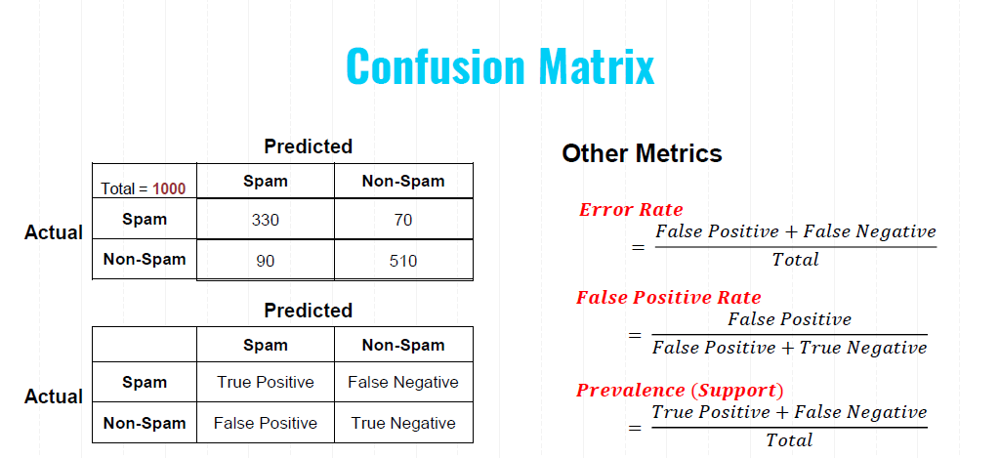 Confusion Matrix
Predicted
Total = 1000 Spam Non-Spam
Actual
Spam 330 70
Non-Spam 90 510
Predicted
Spam Non-Spam
Actual
Spam True Positive False Negative
Non-Spam False Positive True Negative
Other Metrics
Error Rate
= False Positive + False Negative
Total
False Positive Rate
= False Positive
False Positive + True Negative
Prevalence (Support)
= True Positive + False Negative
Total